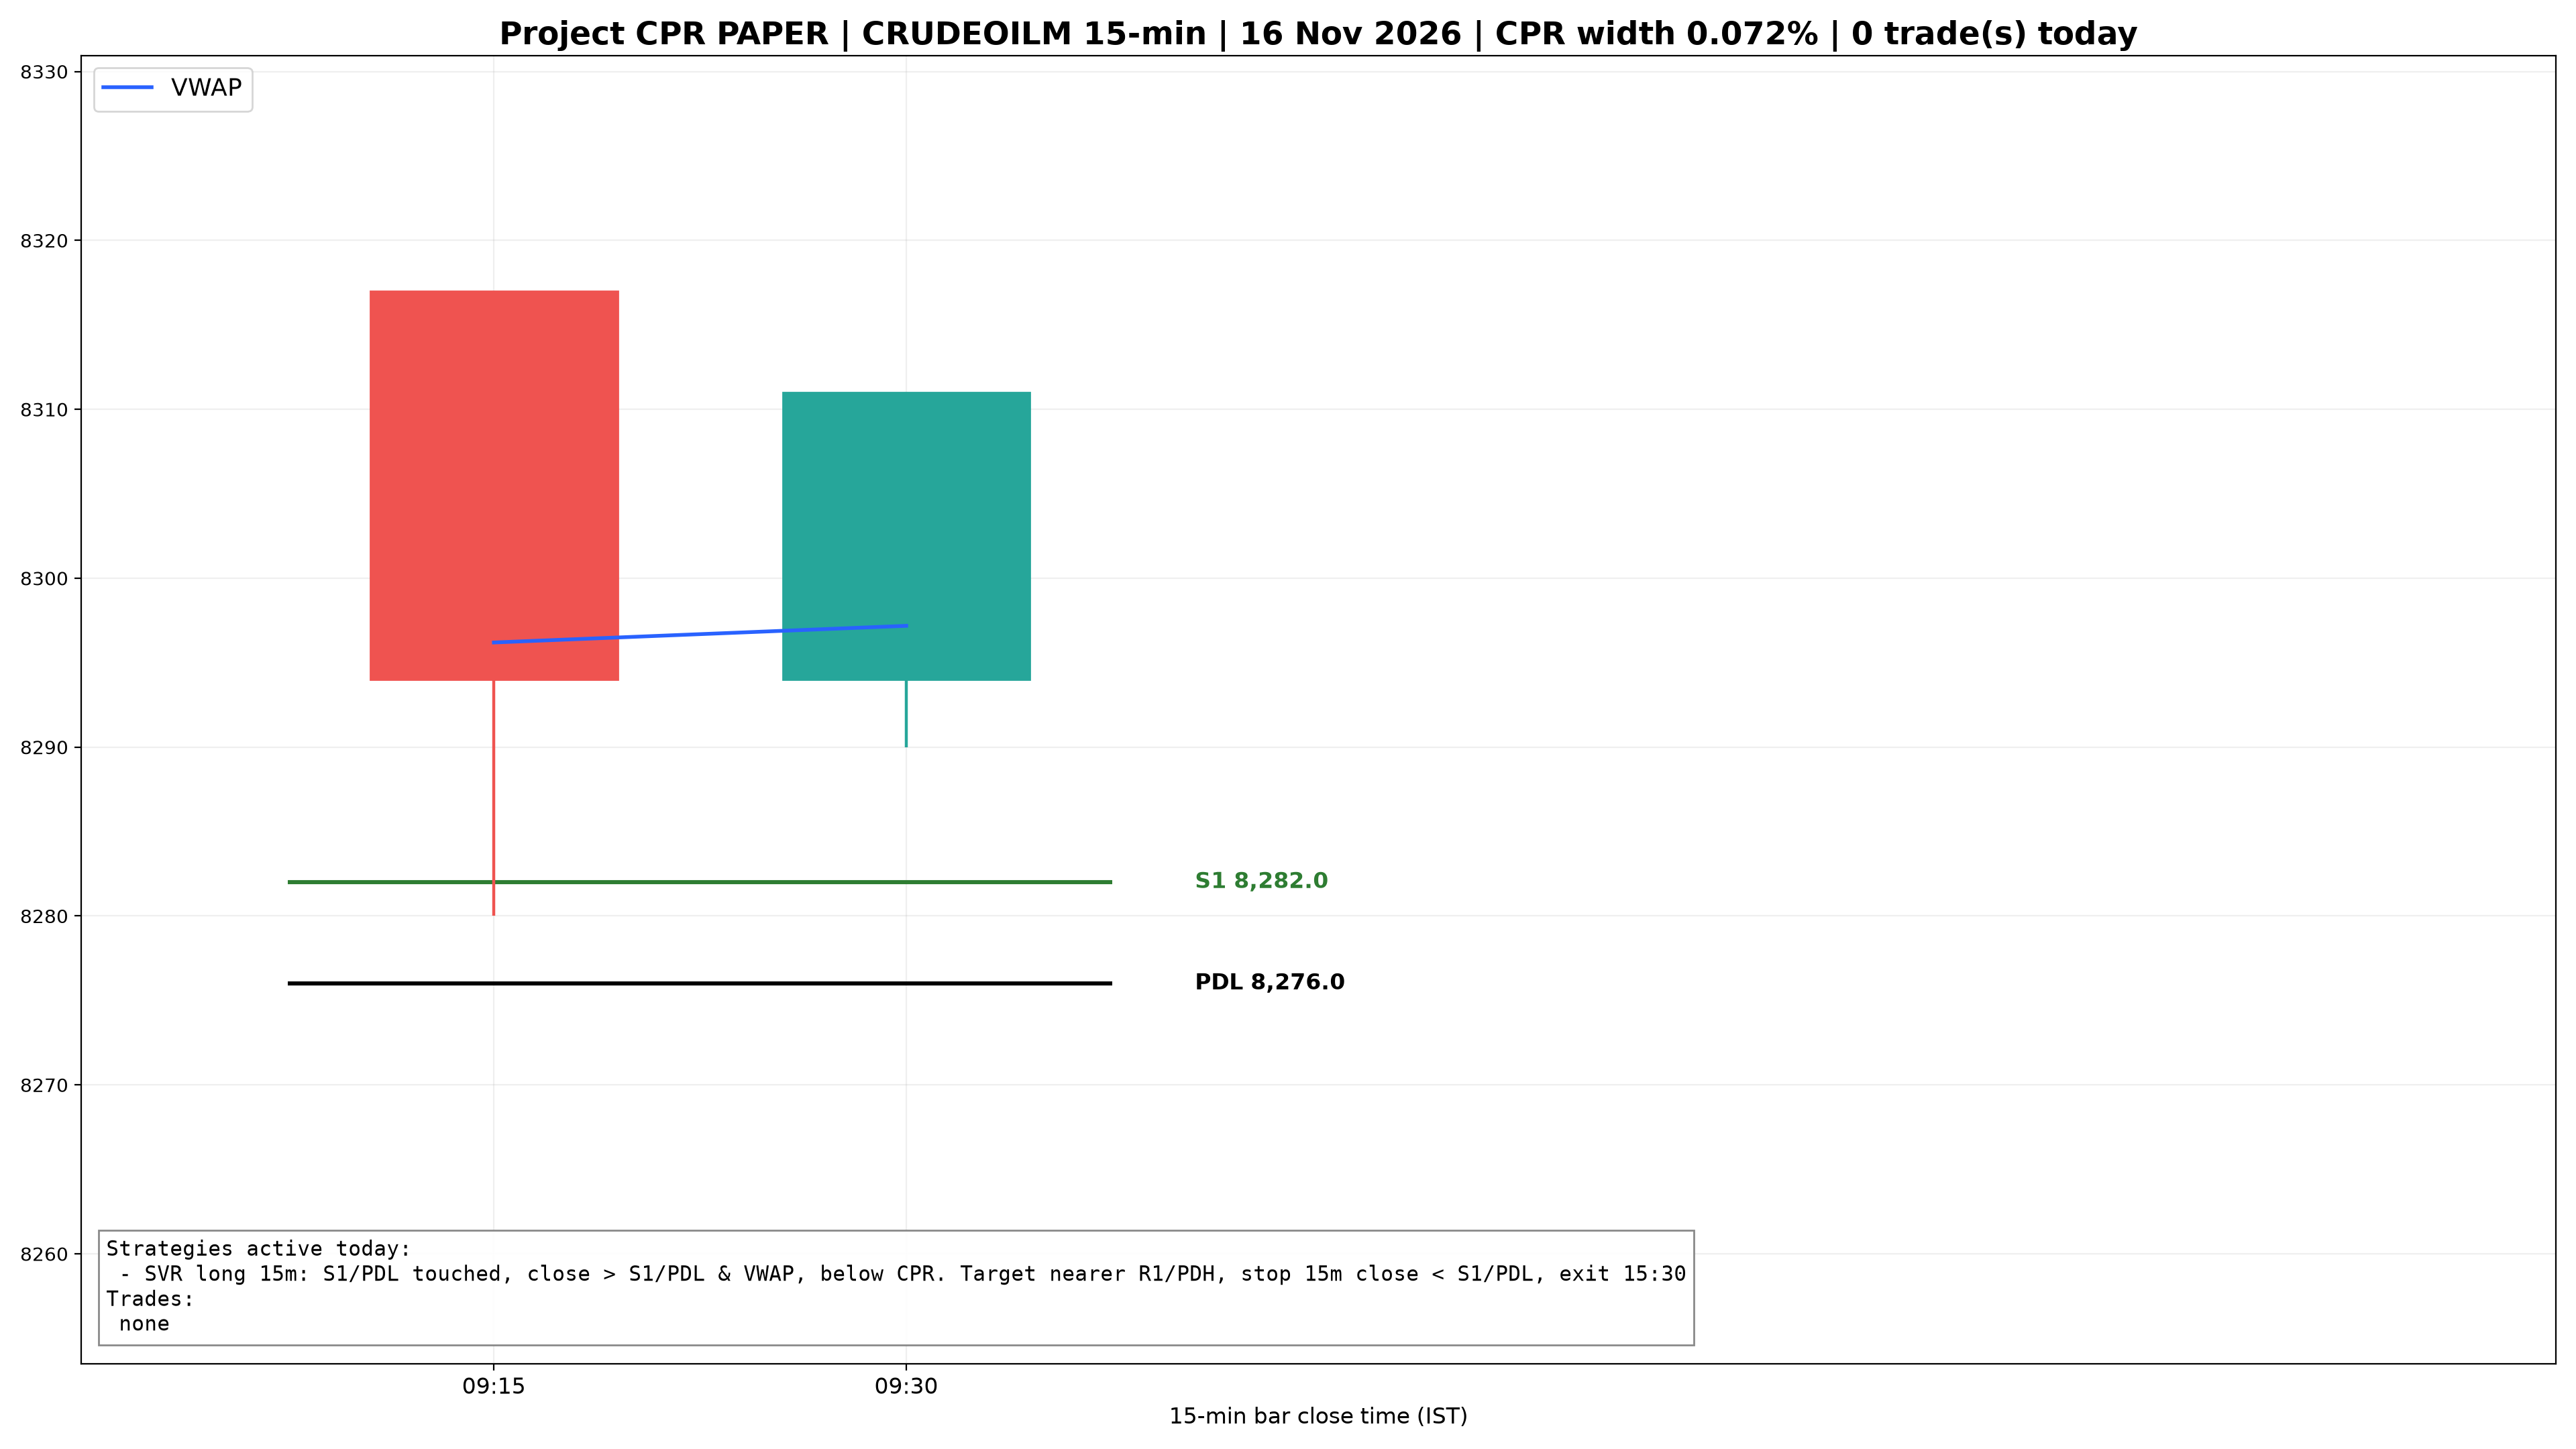 Project CPR PAPER | CRUDEOILM 15-min | 16 Nov 2026 | CPR width 0.072% | 0 trade(s) today
VWAP
8330
8320
8310
8300
8290
8280
8270
8260
S1 8,282.0
PDL 8,276.0
Strategies active today:
- SVR long 15m: S1/PDL touched, close > S1/PDL & VWAP, below CPR. Target nearer R1/PDH, stop 15m close < S1/PDL, exit 15:30
Trades:
none
09:15
09:30
15-min bar close time (IST)